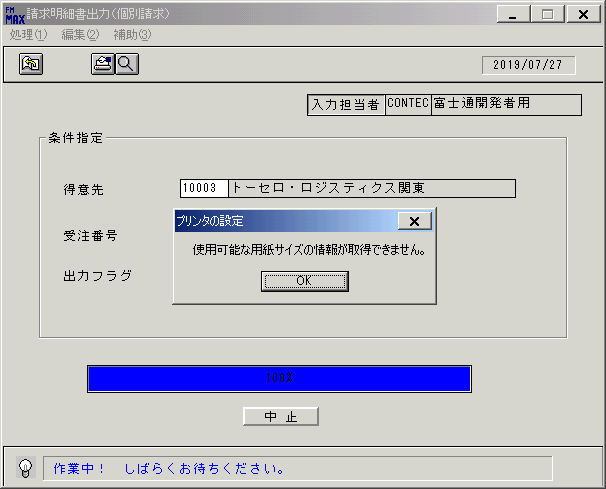 FM MAX 請求明細書出力(個別請求)
処理(1) 編集(2) 補助(3)
2019/07/27
入力担当者 CONTEC 富士通開発者用
条件指定
得意先 10003 トーセロ・ロジスティクス関東
プリンタの設定
受注番号
使用可能な用紙サイズの情報が取得できません。
出力フラグ
OK
中 止
作業中! しばらくお待ちください。